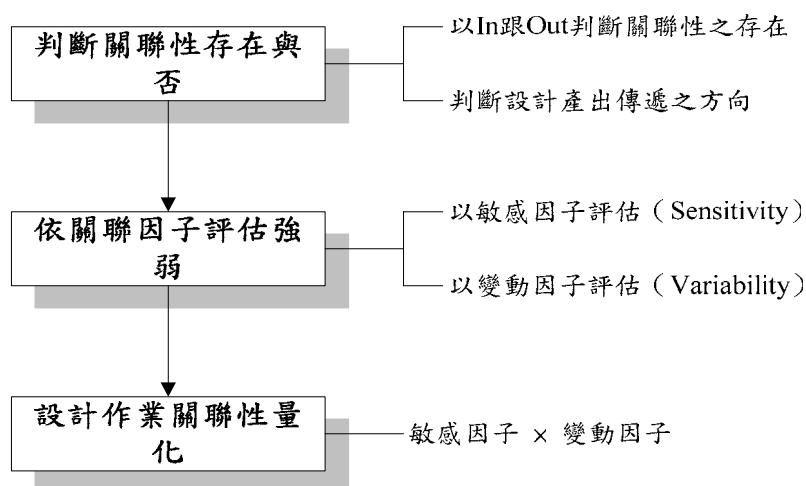 判斷關聯性存在與
否
以In跟Out判斷關聯性之存在
判斷設計產出傳遞之方向
依關聯因子評估強
弱
以敏感因子評估（Sensitivity）
以變動因子評估（Variability）
設計作業關聯性量
化
敏感因子 × 變動因子